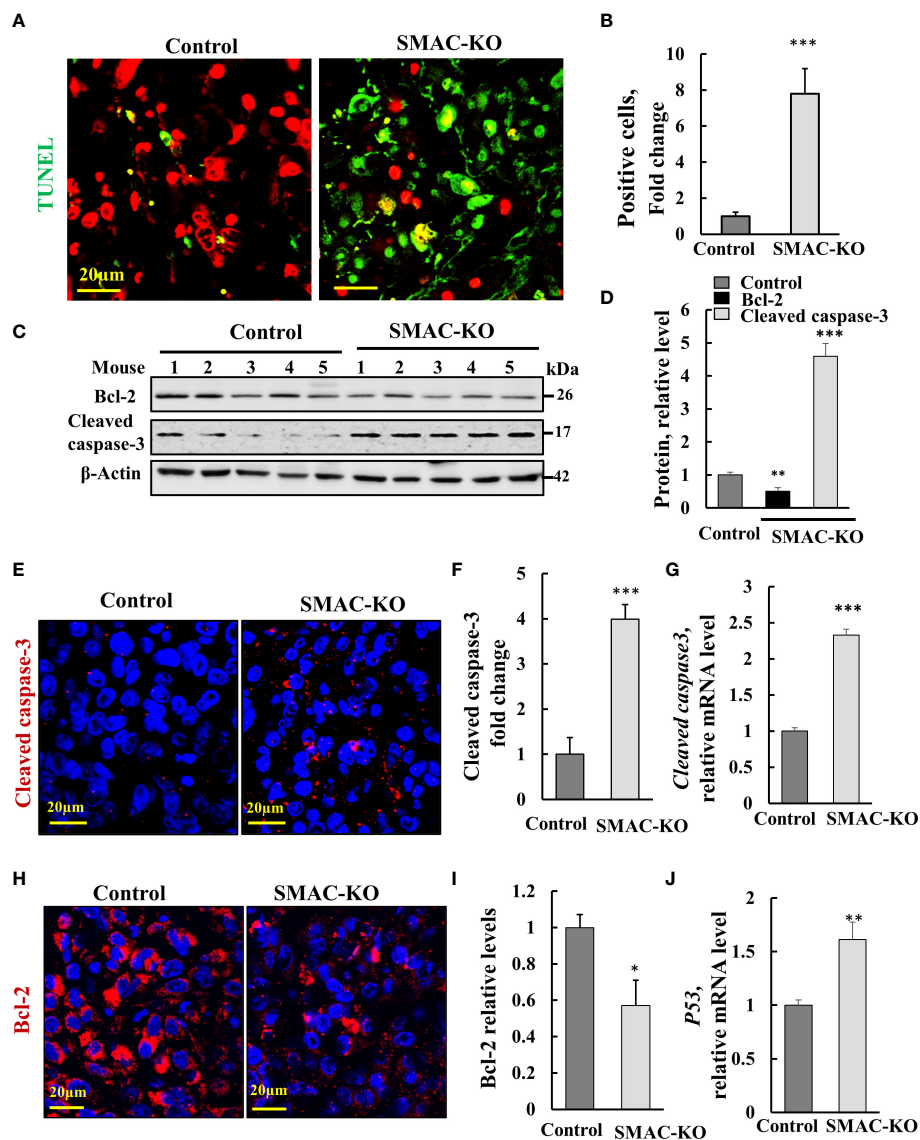 A
Control
SMAC-KO
TUNEL
20µm
B
***
Positive cells,
Fold change
10
8
6
4
2
0
Control SMAC-KO
C
Control
SMAC-KO
Mouse 1 2 3 4 5 1 2 3 4 5 kDa
Bcl-2
26
Cleaved
caspase-3
17
β-Actin
42
D
Control
Bcl-2
Cleaved caspase-3
Protein, relative level
6
5
4
3
2
1
0
**
***
Control SMAC-KO
E
Control
SMAC-KO
Cleaved caspase-3
20µm
20µm
F
Cleaved caspase-3
fold change
5
4
3
2
1
0
***
Control SMAC-KO
G
Cleaved caspase3,
relative mRNA level
2.5
2
1.5
1
0.5
0
***
Control SMAC-KO
H
Control
SMAC-KO
Bcl-2
20µm
20µm
I
Bcl-2 relative levels
1.2
1
0.8
0.6
0.4
0.2
0
*
Control SMAC-KO
J
P53,
relative mRNA level
2
1.5
1
0.5
0
**
Control SMAC-KO